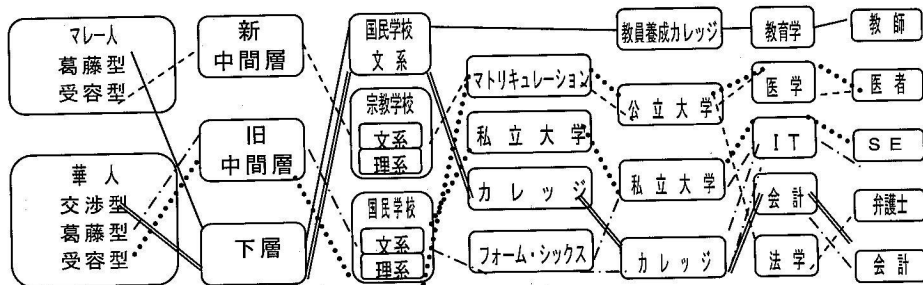 マレー人
葛藤型
受容型
華人
交渉型
葛藤型
受容型
新
中間層
旧
中間層
下層
国民学校
文系
宗教学校
文系
理系
国民学校
文系
理系
マトリキュレーション
私立大学
カレッジ
フォーム・シックス
教員養成カレッジ
公立大学
私立大学
カレッジ
教育学
医学
IT
会計
法学
教師
医者
SE
弁護士
会計